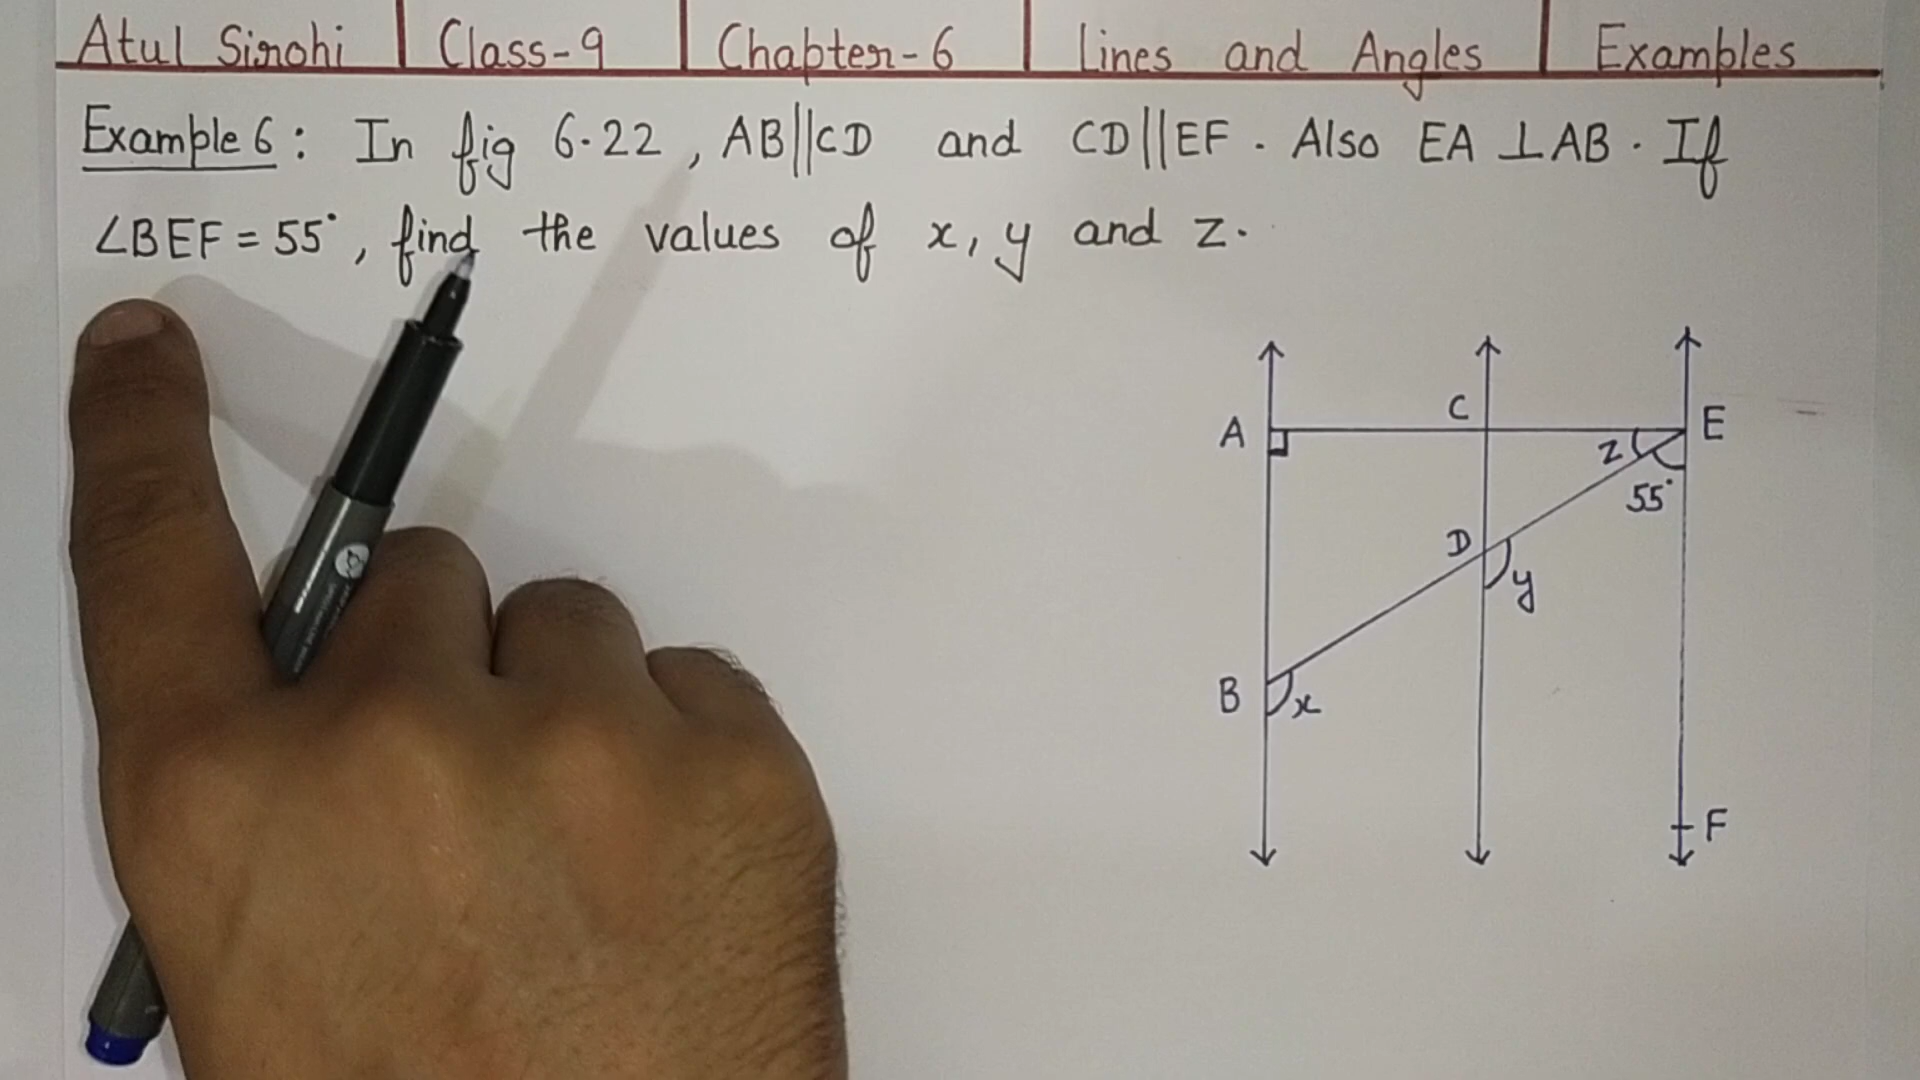 Atul Sirohi | Class-9 | Chapter-6 | Lines and Angles | Examples
Example 6: In fig 6.22, AB||CD and CD||EF. Also EA ⊥ AB. If
∠BEF = 55°, find the values of x, y and z.
A C E
z
55°
D
y
B x
F